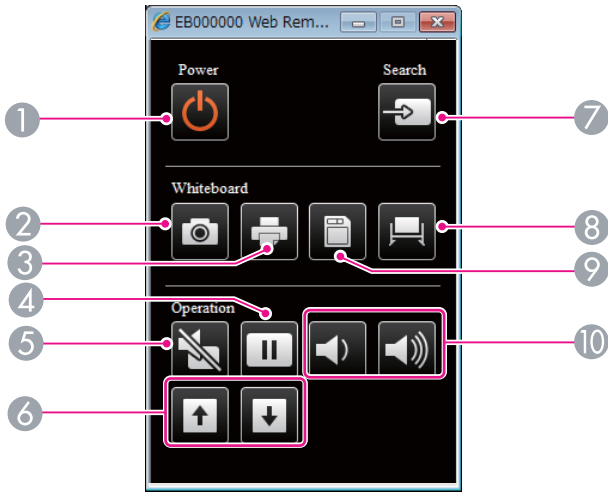 EB000000 Web Rem...
Power
Search
1
7
Whiteboard
2
8
3
9
4
Operation
5
10
6